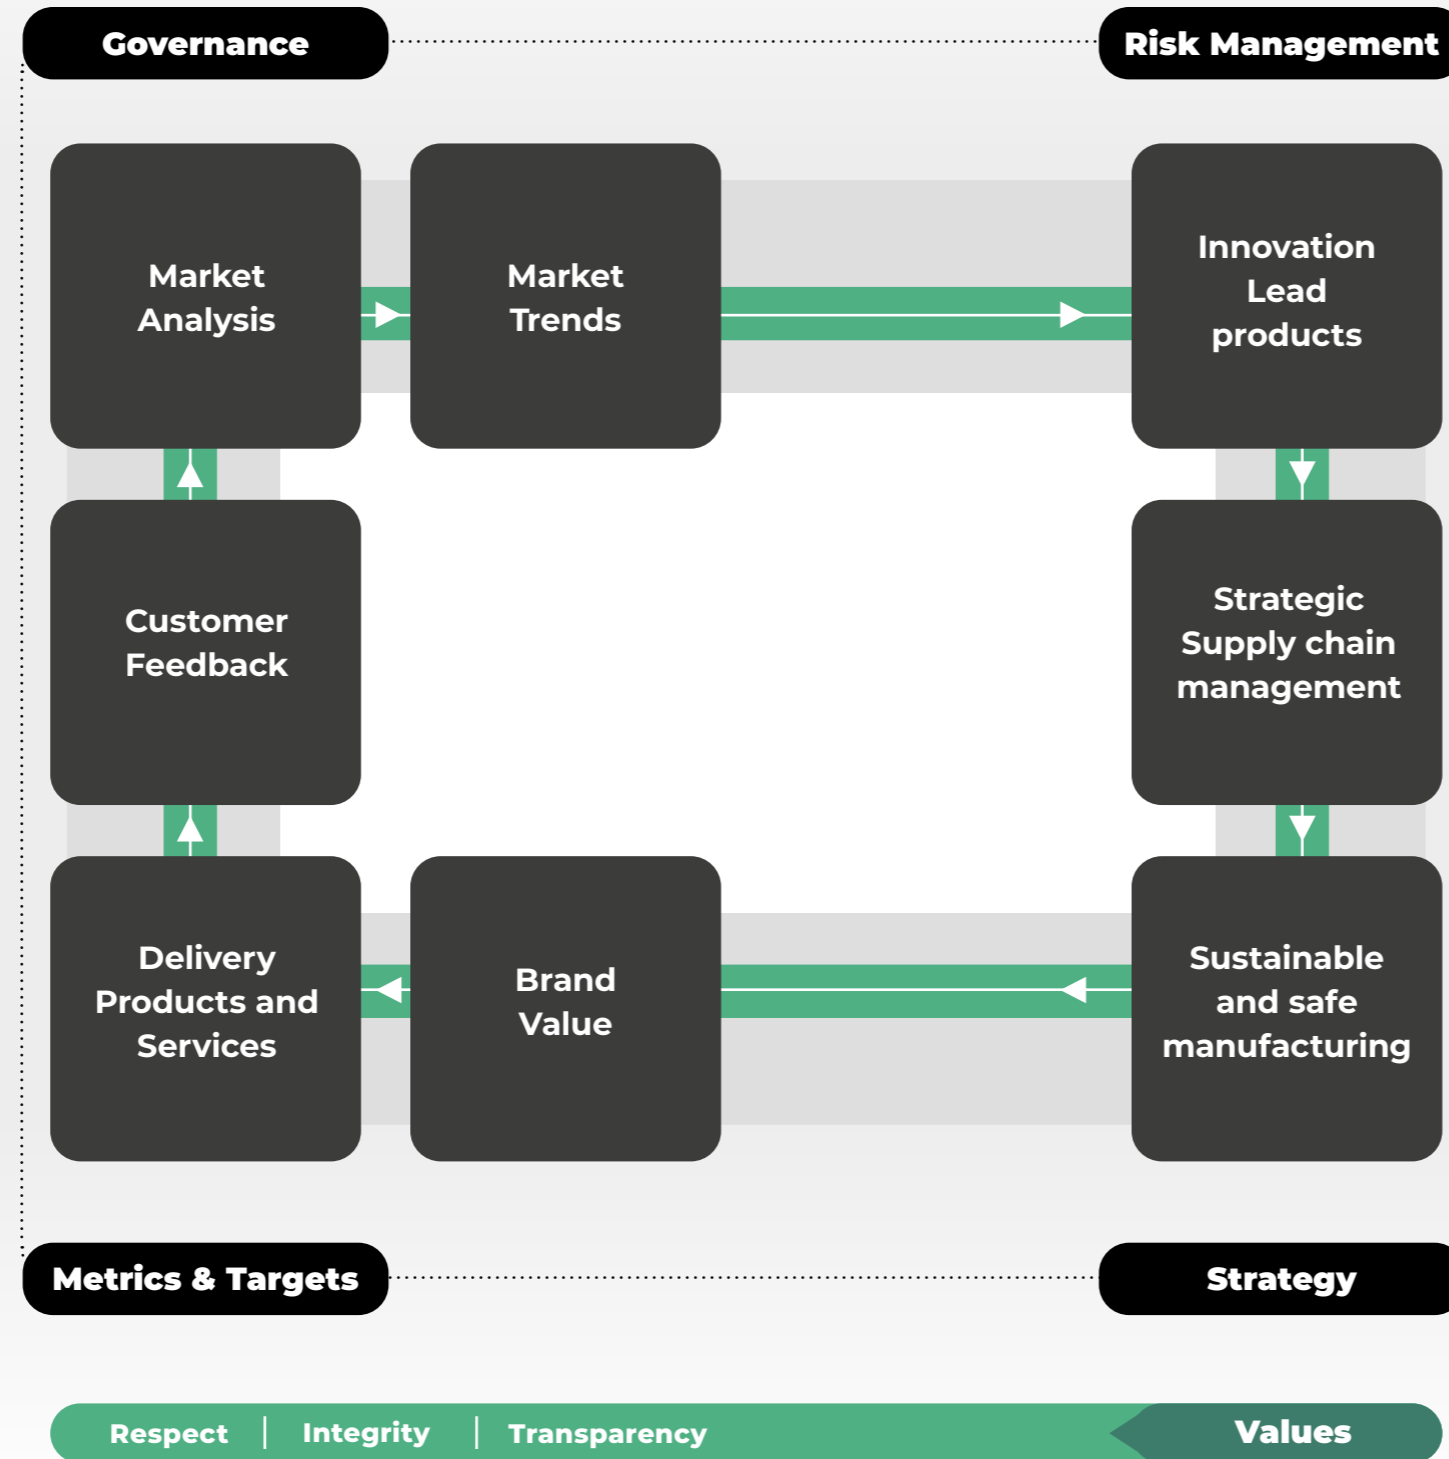 Governance
Risk Management
Market
Analysis
Market
Trends
Innovation
Lead
products
Customer
Feedback
Strategic
Supply chain
management
Delivery
Products and
Services
Brand
Value
Sustainable
and safe
manufacturing
Metrics & Targets
Strategy
Respect | Integrity | Transparency
Values